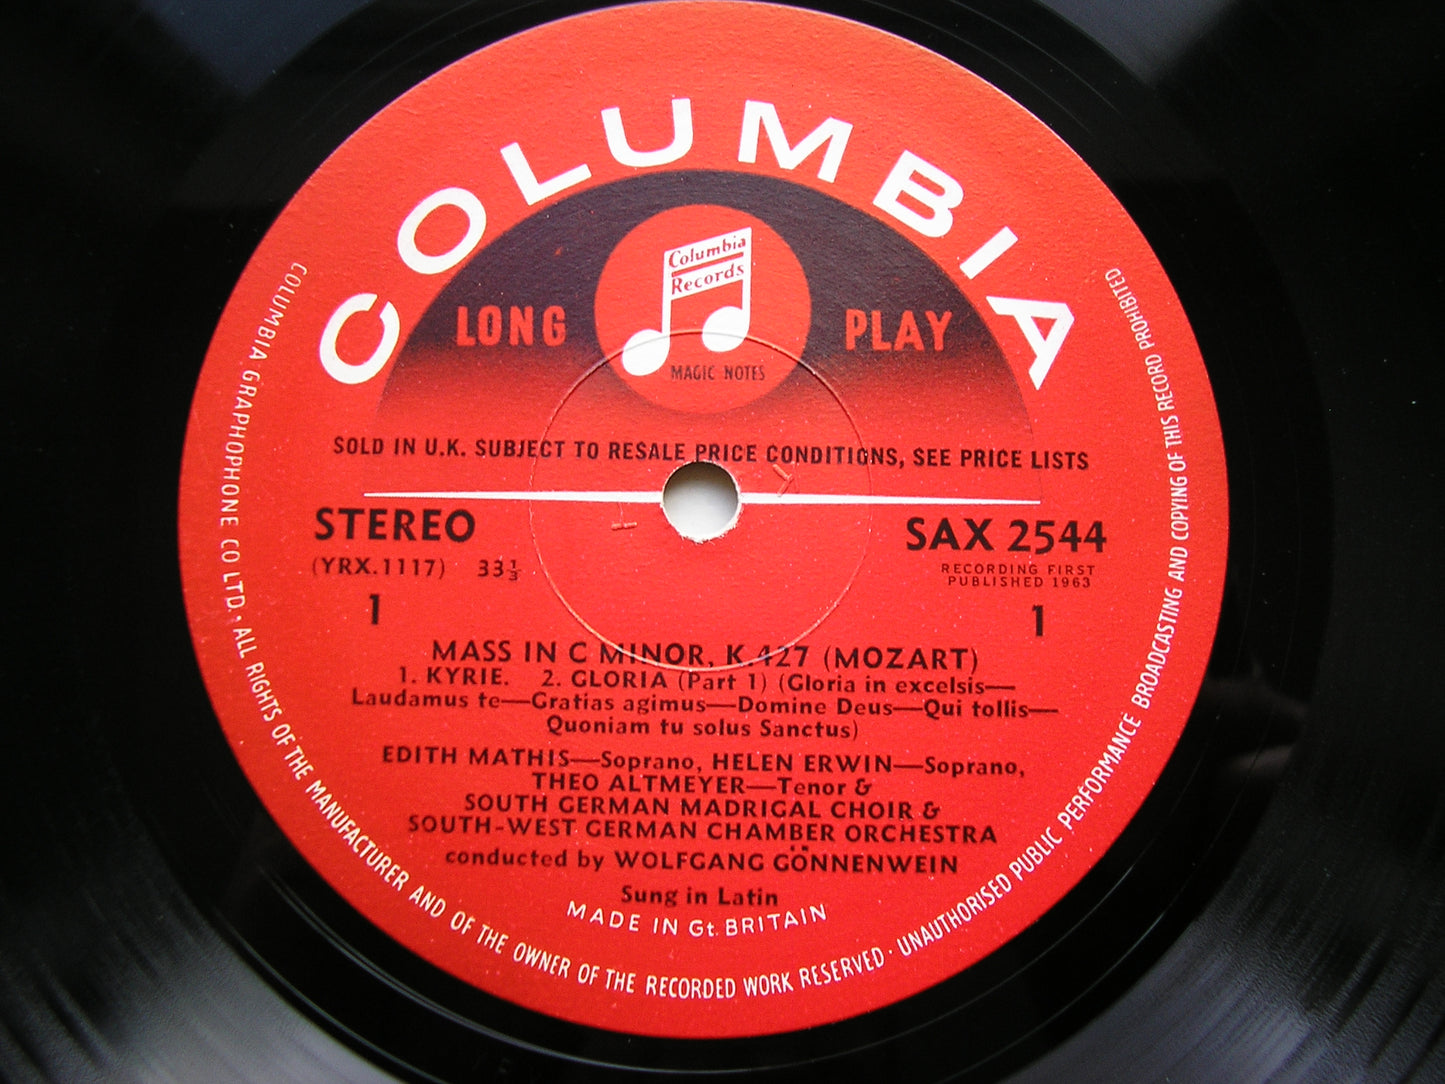 COLUMBIA
Columbia
Records
LONG PLAY
MAGIC NOTES
SOLD IN U.K. SUBJECT TO RESALE PRICE CONDITIONS, SEE PRICE LISTS
STEREO SAX 2544
(YRX.1117) 33⅓ RECORDING FIRST
PUBLISHED 1963
1 1
MASS IN C MINOR, K.427 (MOZART)
1. KYRIE. 2. GLORIA (Part 1) (Gloria in excelsis—
Laudamus te—Gratias agimus—Domine Deus—Qui tollis—
Quoniam tu solus Sanctus)
EDITH MATHIS—Soprano, HELEN ERWIN—Soprano,
THEO ALTMEYER—Tenor &
SOUTH GERMAN MADRIGAL CHOIR &
SOUTH-WEST GERMAN CHAMBER ORCHESTRA
conducted by WOLFGANG GÖNNENWEIN
Sung in Latin
MADE IN Gt. BRITAIN
COLUMBIA GRAPHOPHONE CO LTD. ALL RIGHTS OF THE MANUFACTURER AND OF THE OWNER OF THE RECORDED WORK RESERVED · UNAUTHORISED PUBLIC PERFORMANCE BROADCASTING AND COPYING OF THIS RECORD PROHIBITED